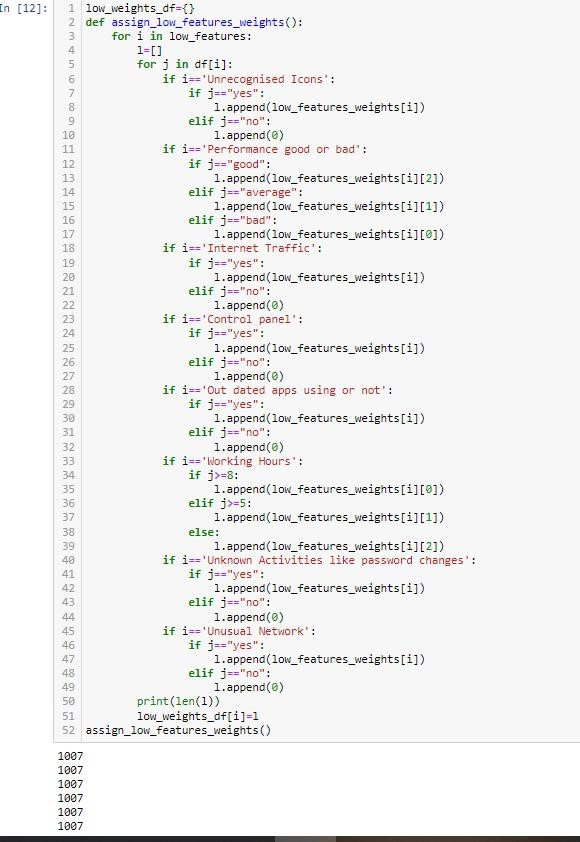 In [12]:
1 low_weights_df={}
2 def assign_low_features_weights():
3     for i in low_features:
4         l=[]
5         for j in df[i]:
6             if i=='Unrecognised Icons':
7                 if j=="yes":
8                     l.append(low_features_weights[i])
9                 elif j=="no":
10                     l.append(0)
11             if i=='Performance good or bad':
12                 if j=="good":
13                     l.append(low_features_weights[i][2])
14                 elif j=="average":
15                     l.append(low_features_weights[i][1])
16                 elif j=="bad":
17                     l.append(low_features_weights[i][0])
18             if i=='Internet Traffic':
19                 if j=="yes":
20                     l.append(low_features_weights[i])
21                 elif j=="no":
22                     l.append(0)
23             if i=='Control panel':
24                 if j=="yes":
25                     l.append(low_features_weights[i])
26                 elif j=="no":
27                     l.append(0)
28             if i=='Out dated apps using or not':
29                 if j=="yes":
30                     l.append(low_features_weights[i])
31                 elif j=="no":
32                     l.append(0)
33             if i=='Working Hours':
34                 if j>=8:
35                     l.append(low_features_weights[i][0])
36                 elif j>=5:
37                     l.append(low_features_weights[i][1])
38                 else:
39                     l.append(low_features_weights[i][2])
40             if i=='Unknown Activities like password changes':
41                 if j=="yes":
42                     l.append(low_features_weights[i])
43                 elif j=="no":
44                     l.append(0)
45             if i=='Unusual Network':
46                 if j=="yes":
47                     l.append(low_features_weights[i])
48                 elif j=="no":
49                     l.append(0)
50         print(len(l))
51         low_weights_df[i]=l
52 assign_low_features_weights()
1007
1007
1007
1007
1007
1007